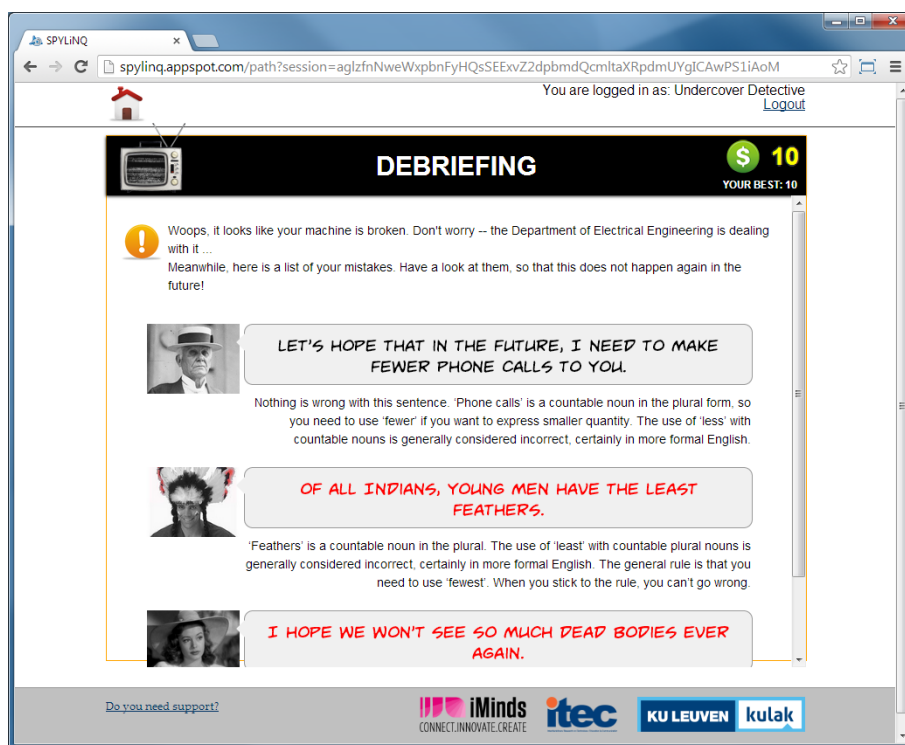 SPYLiNQ
spylinq.appspot.com/path?session=aglzfnNweWxpbnFyHQsSEExvZ2dpbmdQcmltaXRpdmUYgICAwPS1iAoM
You are logged in as: Undercover Detective
Logout
DEBRIEFING
$ 10
YOUR BEST: 10
Woops, it looks like your machine is broken. Don't worry -- the Department of Electrical Engineering is dealing
with it ...
Meanwhile, here is a list of your mistakes. Have a look at them, so that this does not happen again in the
future!
LET'S HOPE THAT IN THE FUTURE, I NEED TO MAKE
FEWER PHONE CALLS TO YOU.
Nothing is wrong with this sentence. 'Phone calls' is a countable noun in the plural form, so
you need to use 'fewer' if you want to express smaller quantity. The use of 'less' with
countable nouns is generally considered incorrect, certainly in more formal English.
OF ALL INDIANS, YOUNG MEN HAVE THE LEAST
FEATHERS.
'Feathers' is a countable noun in the plural. The use of 'least' with countable plural nouns is
generally considered incorrect, certainly in more formal English. The general rule is that you
need to use 'fewest'. When you stick to the rule, you can't go wrong.
I HOPE WE WON'T SEE SO MUCH DEAD BODIES EVER
AGAIN.
Do you need support?
iMinds
CONNECT.INNOVATE.CREATE
itec
KU LEUVEN kulak